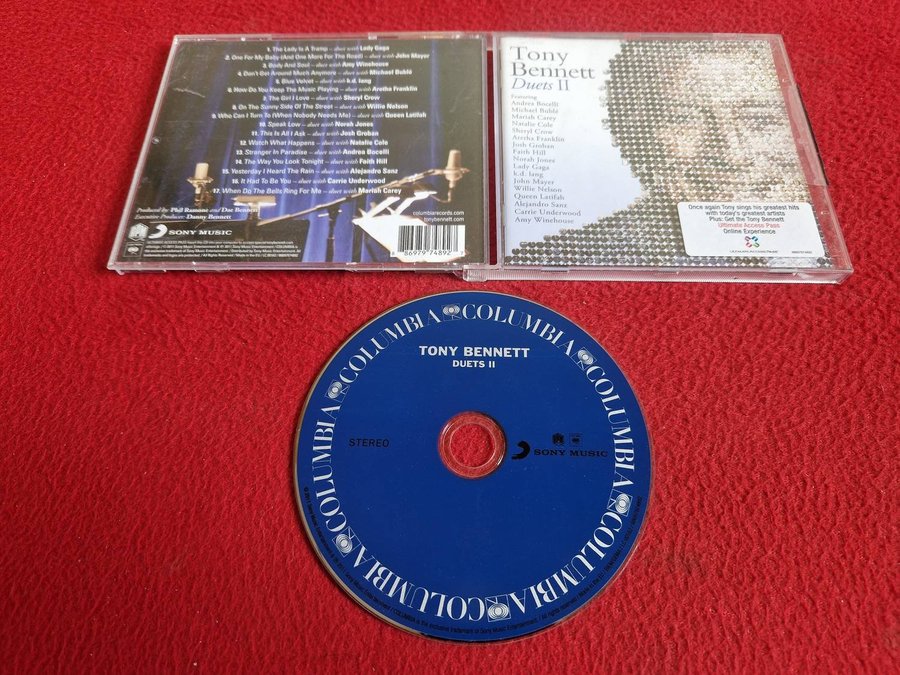 1. The Lady Is A Tramp – duet with Lady Gaga
2. One For My Baby (And One More For The Road) – duet with John Mayer
3. Body And Soul – duet with Amy Winehouse
4. Don't Get Around Much Anymore – duet with Michael Bublé
5. Blue Velvet – duet with k.d. lang
6. How Do You Keep The Music Playing – duet with Aretha Franklin
7. The Girl I Love – duet with Sheryl Crow
8. On The Sunny Side Of The Street – duet with Willie Nelson
9. Who Can I Turn To (When Nobody Needs Me) – duet with Queen Latifah
10. Speak Low – duet with Norah Jones
11. This Is All I Ask – duet with Josh Groban
12. Watch What Happens – duet with Natalie Cole
13. Stranger In Paradise – duet with Andrea Bocelli
14. The Way You Look Tonight – duet with Faith Hill
15. Yesterday I Heard The Rain – duet with Alejandro Sanz
16. It Had To Be You – duet with Carrie Underwood
17. When Do The Bells Ring For Me – duet with Mariah Carey
Produced by Phil Ramone and Dae Bennett
Executive Producer: Danny Bennett
columbiarecords.com
tonybennett.com
SONY MUSIC
86979 74892
Tony
Bennett
Duets II
Featuring
Andrea Bocelli
Michael Bublé
Mariah Carey
Natalie Cole
Sheryl Crow
Aretha Franklin
Josh Groban
Faith Hill
Norah Jones
Lady Gaga
k.d. lang
John Mayer
Willie Nelson
Queen Latifah
Alejandro Sanz
Carrie Underwood
Amy Winehouse
Once again Tony sings his greatest hits
with today's greatest artists
Plus: Get the Tony Bennett
Ultimate Access Pass
Online Experience
COLUMBIA COLUMBIA COLUMBIA COLUMBIA COLUMBIA COLUMBIA COLUMBIA
TONY BENNETT
DUETS II
STEREO
SONY MUSIC